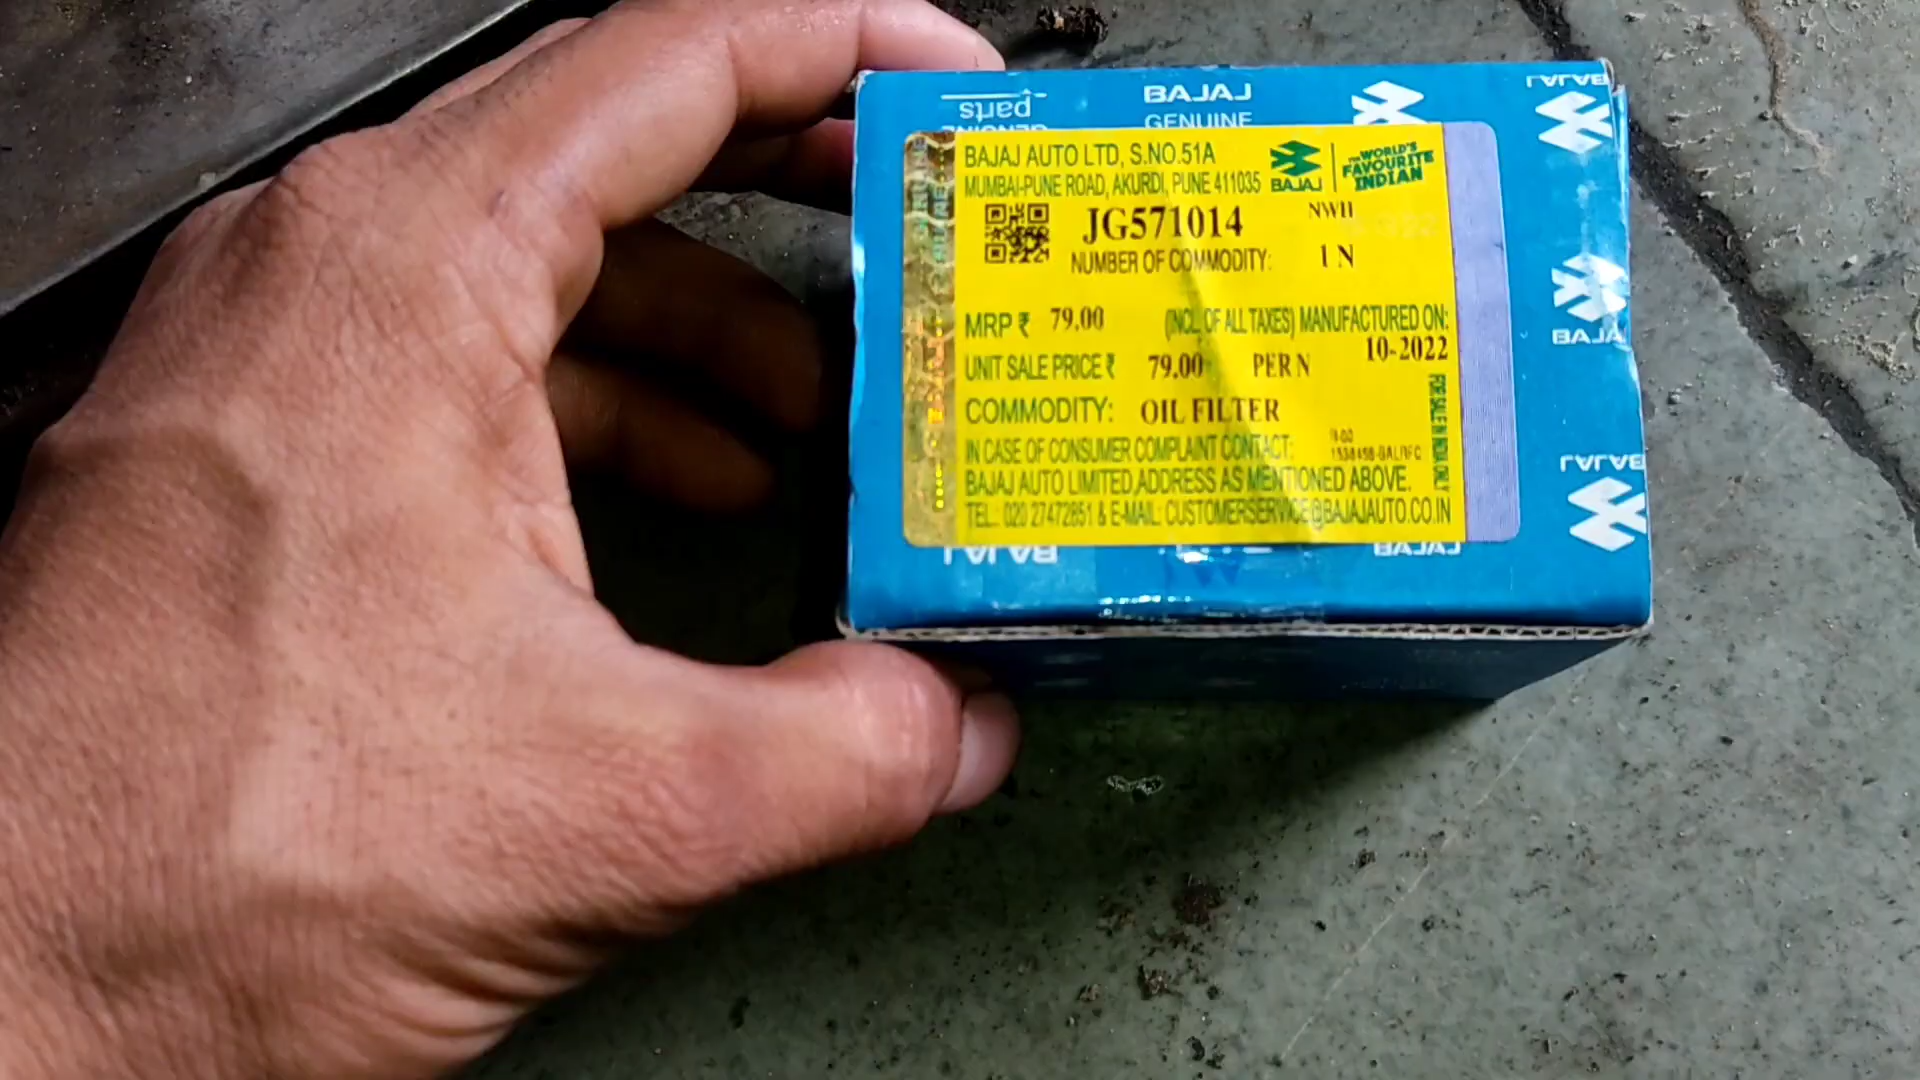 parts
BAJAJ
GENUINE
BAJAJ
BAJAJ AUTO LTD, S.NO.51A
MUMBAI-PUNE ROAD, AKURDI, PUNE 411035
BAJAJ
THE WORLD'S
FAVOURITE
INDIAN
JG571014
NWH
NUMBER OF COMMODITY: 1 N
MRP ₹ 79.00 (INCL. OF ALL TAXES) MANUFACTURED ON:
10-2022
UNIT SALE PRICE ₹ 79.00 PER N
COMMODITY: OIL FILTER
FOR SALE IN INDIA ONLY
IN CASE OF CONSUMER COMPLAINT CONTACT:
BAJAJ AUTO LIMITED, ADDRESS AS MENTIONED ABOVE.
TEL.: 020 27472851 & E-MAIL: CUSTOMERSERVICE@BAJAJAUTO.CO.IN
BAJAJ
BAJAJ
BAJAJ
BAJAJ